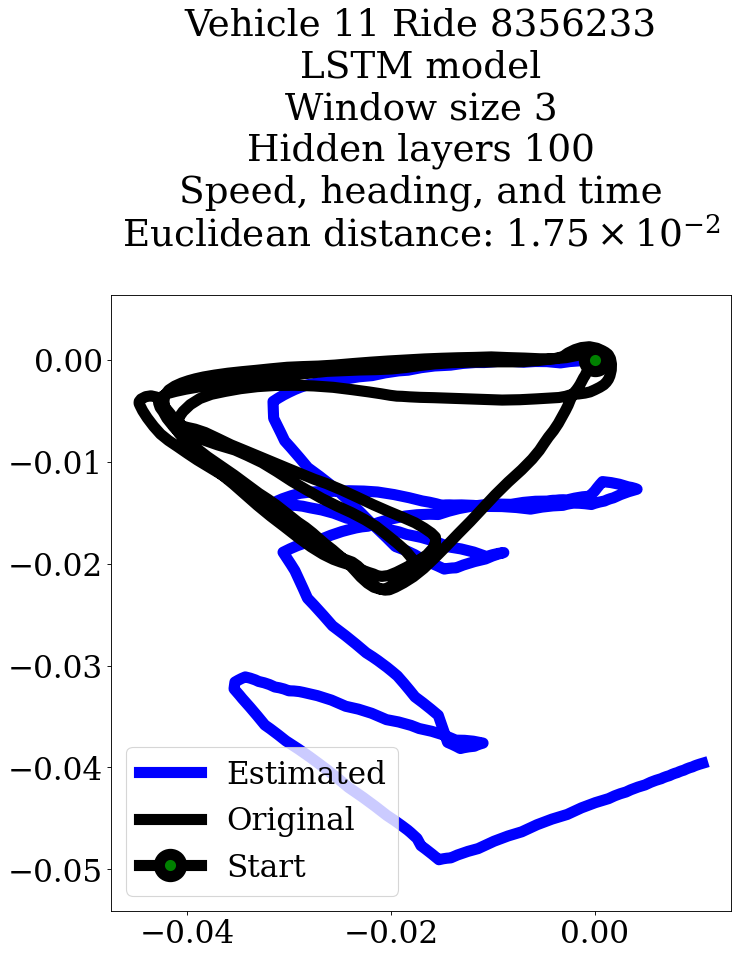 Vehicle 11 Ride 8356233
LSTM model
Window size 3
Hidden layers 100
Speed, heading, and time
Euclidean distance: 1.75 × 10⁻²
0.00
−0.01
−0.02
−0.03
−0.04
−0.05
Estimated
Original
Start
−0.04 −0.02 0.00